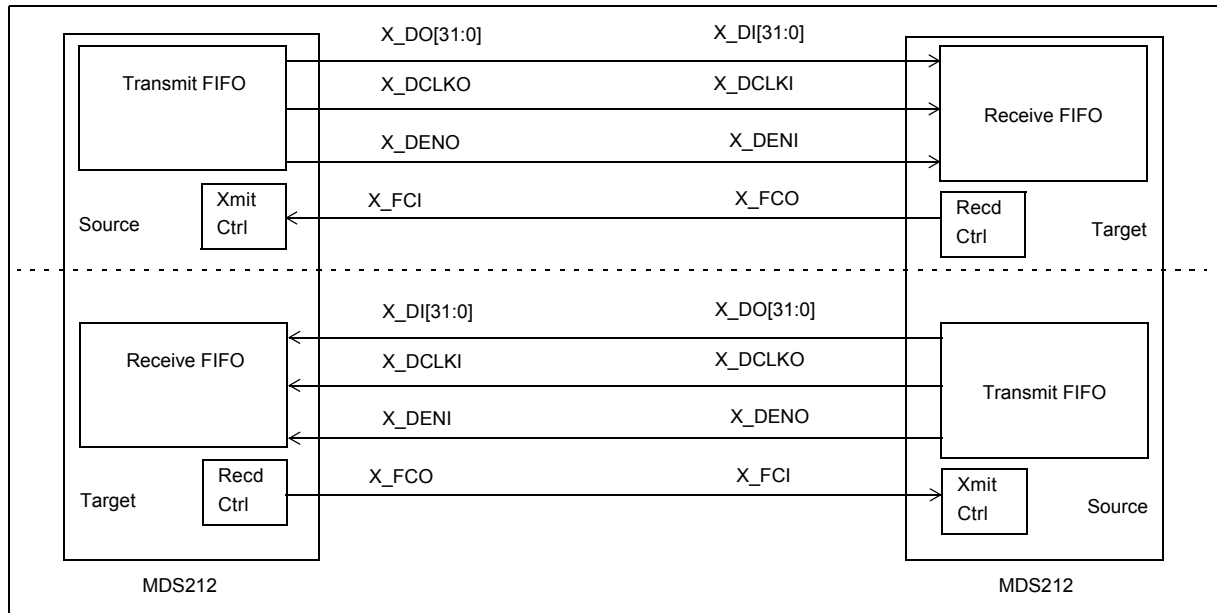 X_DO[31:0]
X_DI[31:0]
Transmit FIFO
X_DCLKO
X_DCLKI
Receive FIFO
X_DENO
X_DENI
Xmit
Ctrl
X_FCI
X_FCO
Recd
Ctrl
Source
Target
X_DI[31:0]
X_DO[31:0]
Receive FIFO
X_DCLKI
X_DCLKO
Transmit FIFO
X_DENI
X_DENO
Recd
Ctrl
X_FCO
X_FCI
Xmit
Ctrl
Target
Source
MDS212
MDS212